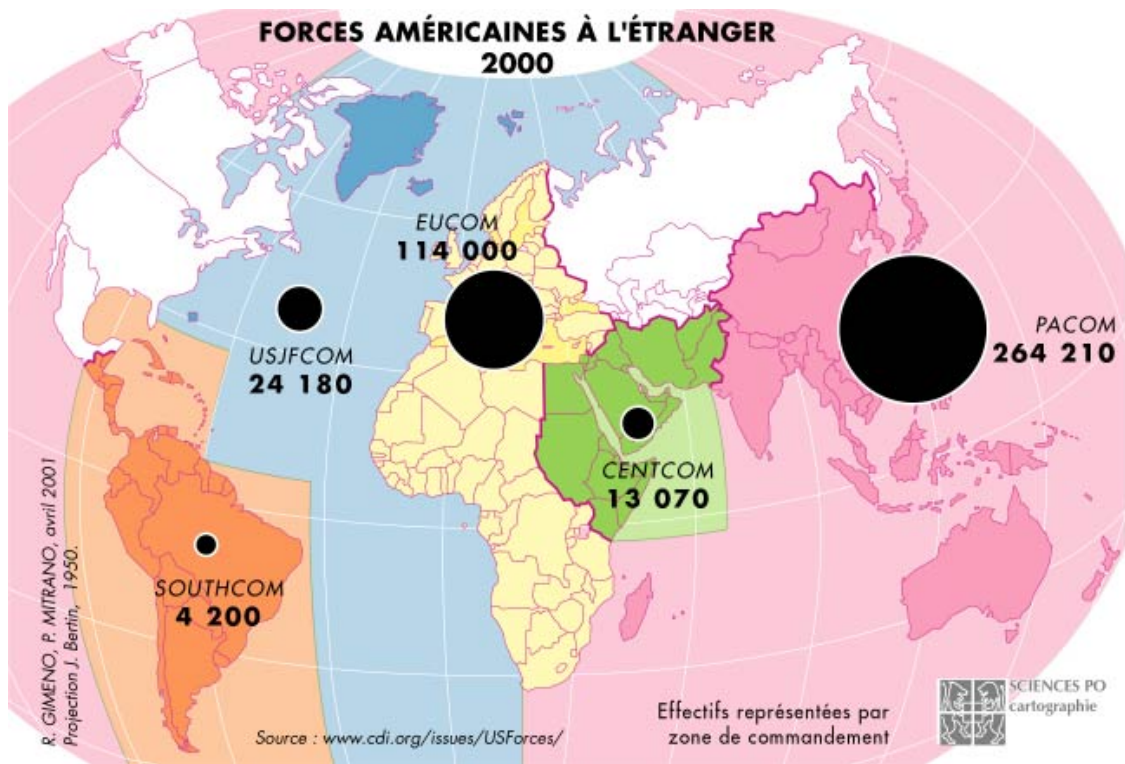 FORCES AMÉRICAINES À L'ÉTRANGER
2000
EUCOM
114 000
USJFCOM
24 180
PACOM
264 210
CENTCOM
13 070
SOUTHCOM
4 200
R. GIMENO, P. MITRANO, avril 2001
Projection J. Bertin, 1950.
Source : www.cdi.org/issues/USForces/
Effectifs représentées par
zone de commandement
SCIENCES PO
cartographie